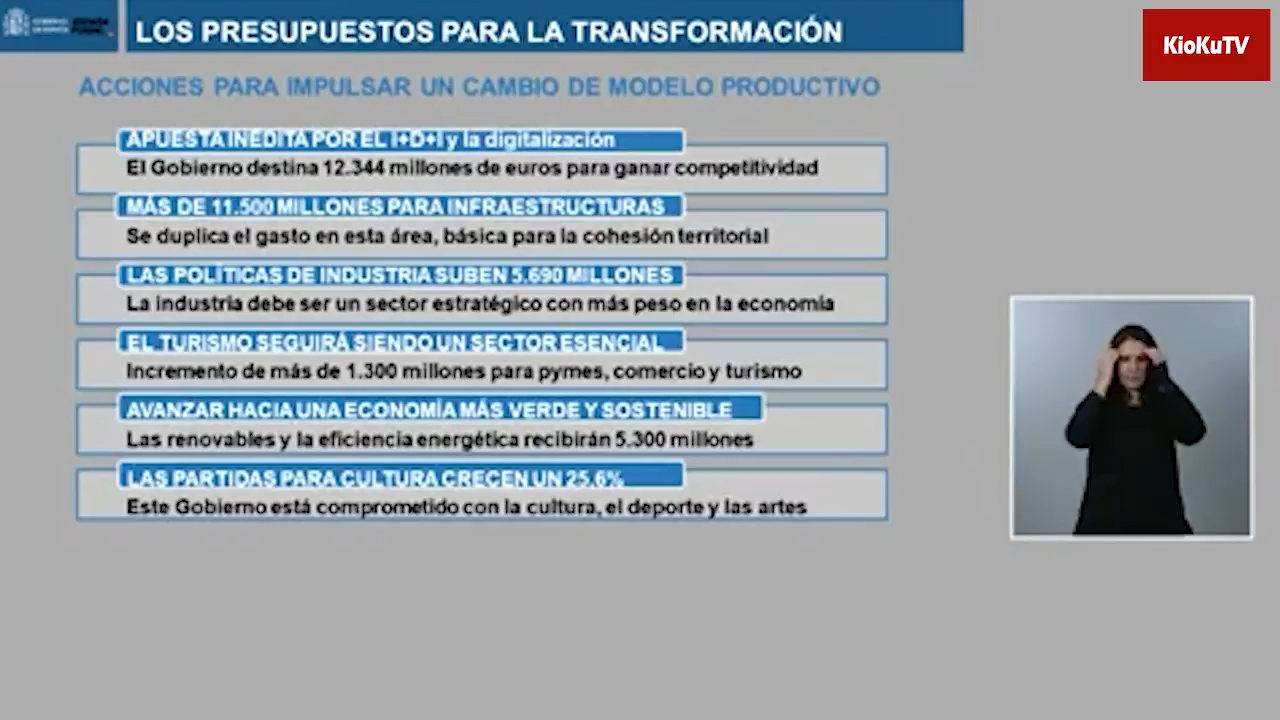 LOS PRESUPUESTOS PARA LA TRANSFORMACIÓN
KioKuTV
ACCIONES PARA IMPULSAR UN CAMBIO DE MODELO PRODUCTIVO
APUESTA INÉDITA POR EL I+D+I y la digitalización
El Gobierno destina 12.344 millones de euros para ganar competitividad
MÁS DE 11.500 MILLONES PARA INFRAESTRUCTURAS
Se duplica el gasto en esta área, básica para la cohesión territorial
LAS POLÍTICAS DE INDUSTRIA SUBEN 5.690 MILLONES
La industria debe ser un sector estratégico con más peso en la economía
EL TURISMO SEGUIRÁ SIENDO UN SECTOR ESENCIAL
Incremento de más de 1.300 millones para pymes, comercio y turismo
AVANZAR HACIA UNA ECONOMÍA MÁS VERDE Y SOSTENIBLE
Las renovables y la eficiencia energética recibirán 5.300 millones
LAS PARTIDAS PARA CULTURA CRECEN UN 25,6%
Este Gobierno está comprometido con la cultura, el deporte y las artes